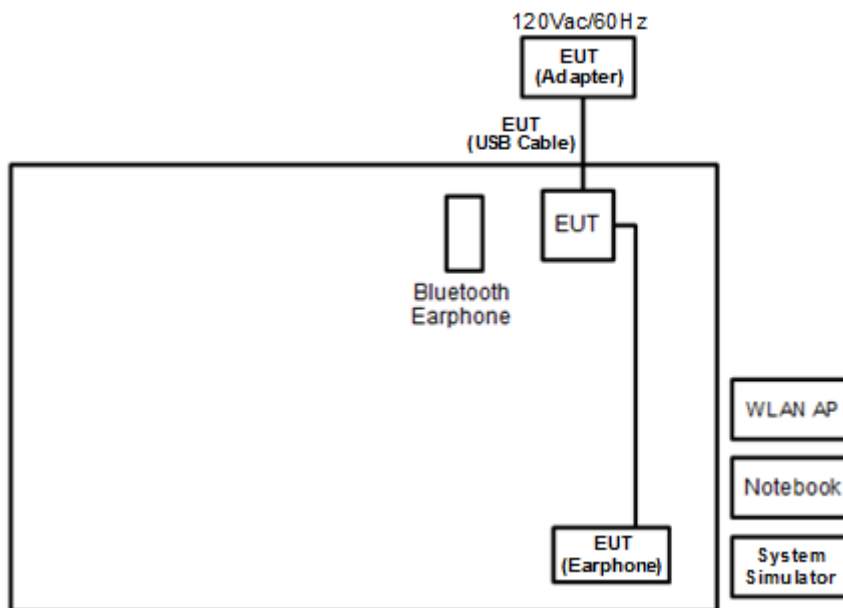 120Vac/60Hz
EUT
(Adapter)
EUT
(USB Cable)
EUT
Bluetooth
Earphone
WLAN AP
Notebook
EUT
(Earphone)
System
Simulator